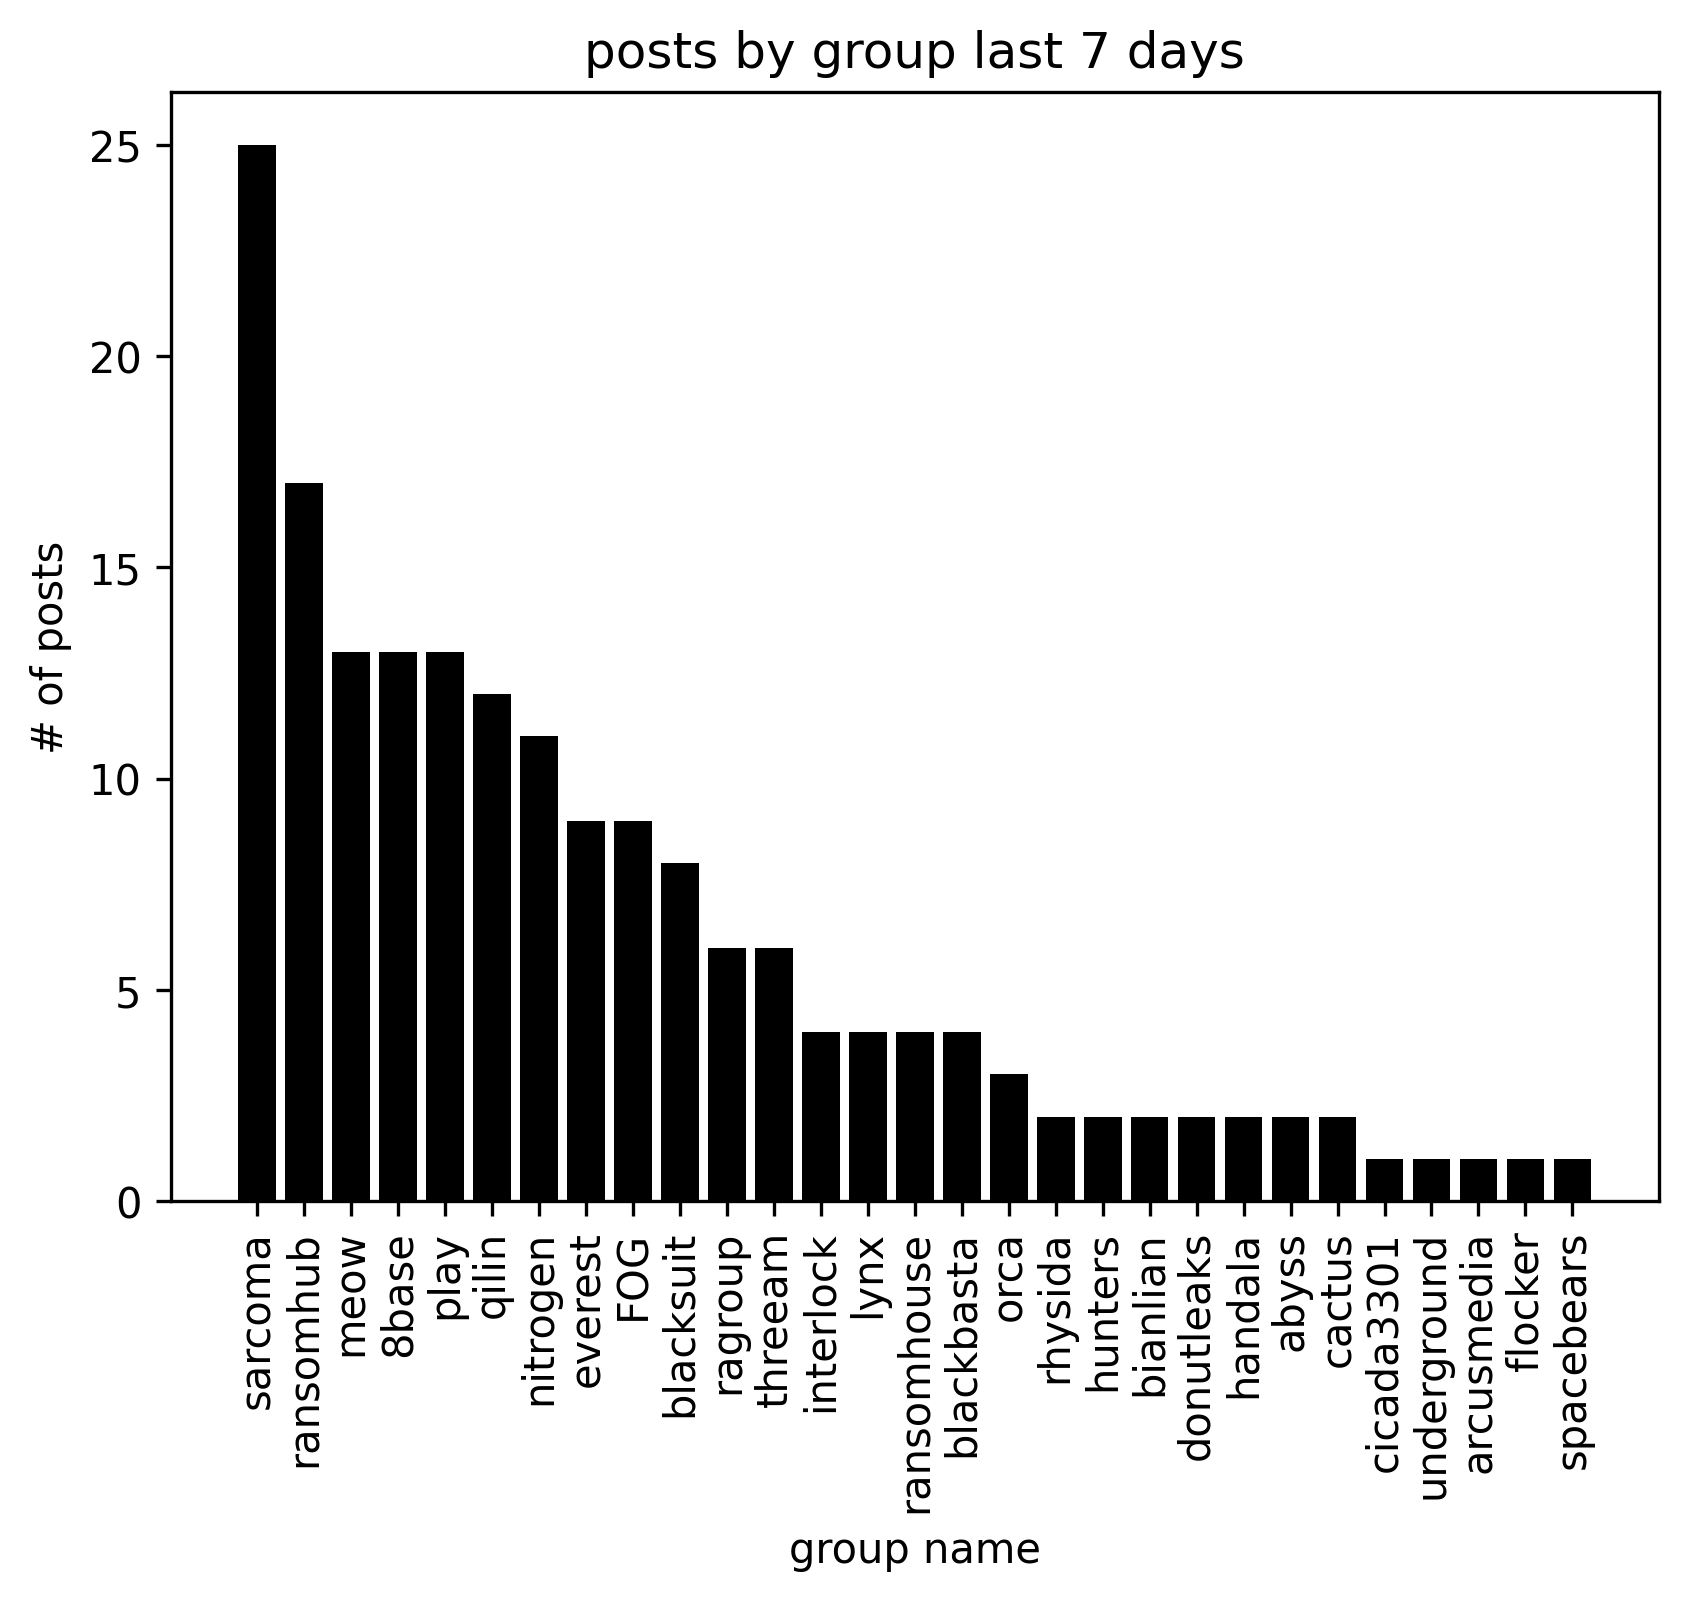 posts by group last 7 days
# of posts
25
20
15
10
5
0
sarcoma
ransomhub
meow
8base
play
qilin
nitrogen
everest
FOG
blacksuit
ragroup
threeam
interlock
lynx
ransomhouse
blackbasta
orca
rhysida
hunters
bianlian
donutleaks
handala
abyss
cactus
cicada3301
underground
arcusmedia
flocker
spacebears
group name